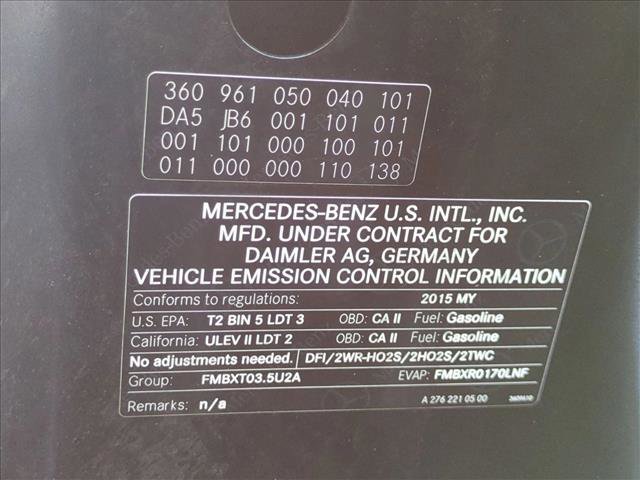 360 961 050 040 101
DA5 JB6 001 101 011
001 101 000 100 101
011 000 000 110 138
MERCEDES-BENZ U.S. INTL., INC.
MFD. UNDER CONTRACT FOR
DAIMLER AG, GERMANY
VEHICLE EMISSION CONTROL INFORMATION
Conforms to regulations: 2015 MY
U.S. EPA: T2 BIN 5 LDT 3 OBD: CA II Fuel: Gasoline
California: ULEV II LDT 2 OBD: CA II Fuel: Gasoline
No adjustments needed. DFI/2WR-HO2S/2HO2S/2TWC
Group: FMBXT03.5U2A EVAP: FMBXR0170LNF
Remarks: n/a A 276 221 05 00